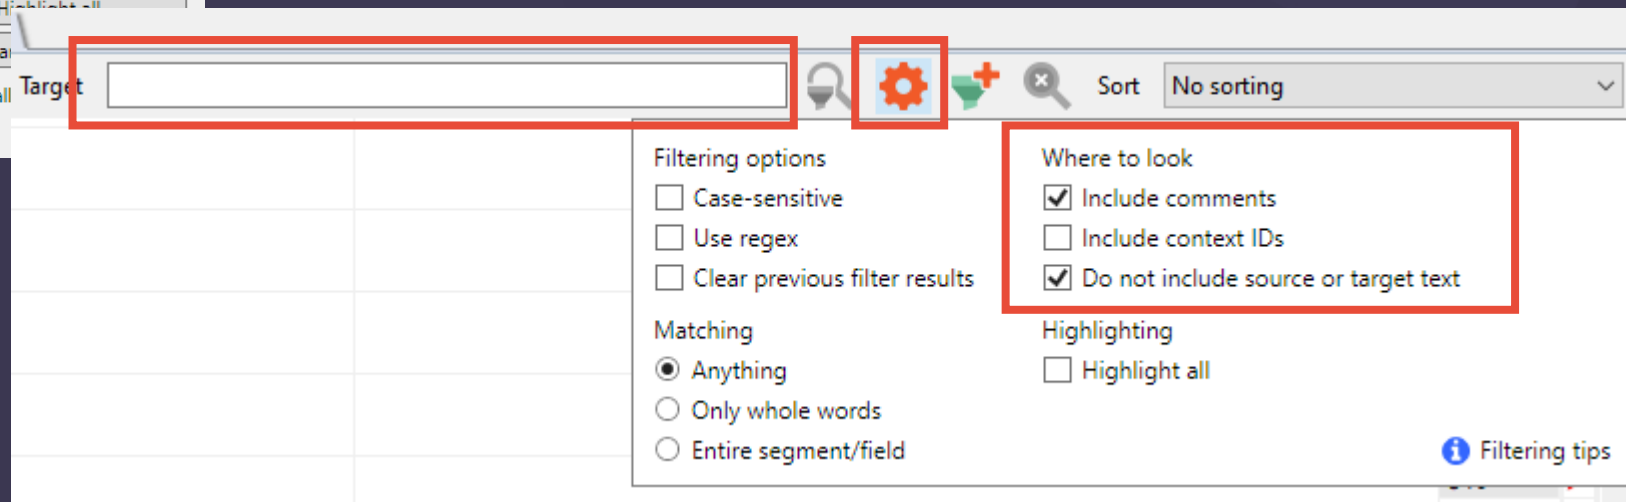 Highlight all
Target
Sort
No sorting
Filtering options
Case-sensitive
Use regex
Clear previous filter results
Where to look
Include comments
Include context IDs
Do not include source or target text
Matching
Anything
Only whole words
Entire segment/field
Highlighting
Highlight all
Filtering tips